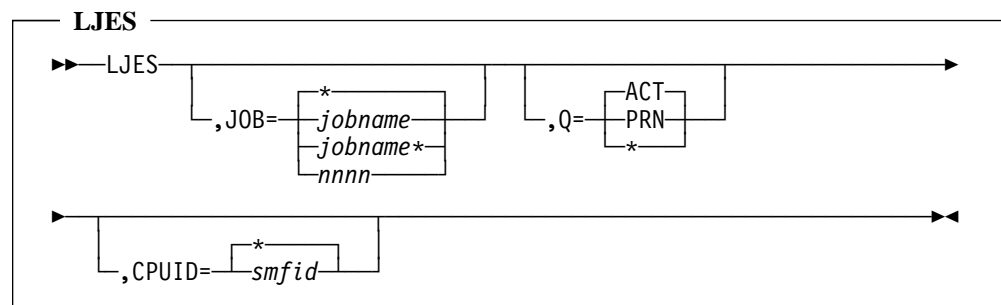 LJES
LJES
*
ACT
,JOB= jobname ,Q= PRN
jobname* *
nnnn
*
,CPUID= smfid